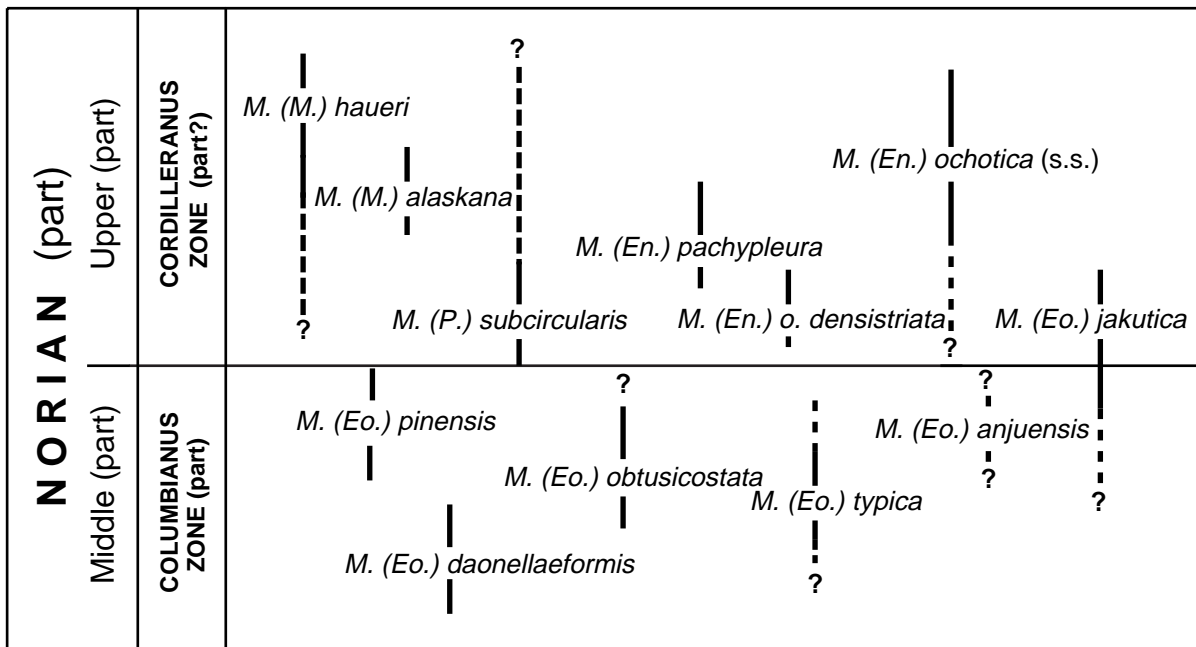 NORIAN (part)
Upper (part)
Middle (part)
CORDILLERANUS
ZONE (part?)
COLUMBIANUS
ZONE (part)
?
M. (M.) haueri
M. (En.) ochotica (s.s.)
M. (M.) alaskana
M. (En.) pachypleura
?
M. (P.) subcircularis
M. (En.) o. densistriata
M. (Eo.) jakutica
?
?
?
M. (Eo.) pinensis
M. (Eo.) anjuensis
M. (Eo.) obtusicostata
?
M. (Eo.) typica
?
M. (Eo.) daonellaeformis
?